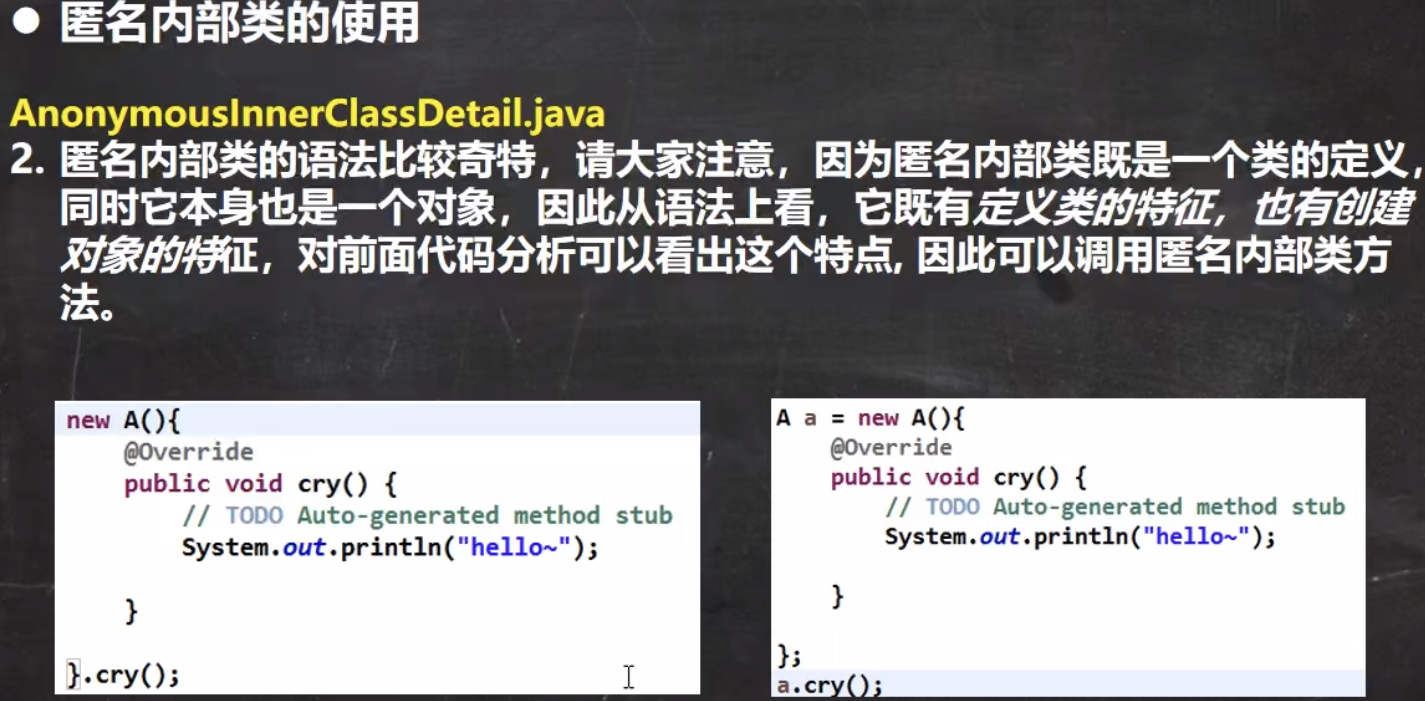 ● 匿名内部类的使用
AnonymousInnerClassDetail.java
2. 匿名内部类的语法比较奇特，请大家注意，因为匿名内部类既是一个类的定义，
同时它本身也是一个对象，因此从语法上看，它既有定义类的特征，也有创建
对象的特征，对前面代码分析可以看出这个特点, 因此可以调用匿名内部类方
法。
new A(){
@Override
public void cry() {
// TODO Auto-generated method stub
System.out.println("hello~");
}
}.cry();
A a = new A(){
@Override
public void cry() {
// TODO Auto-generated method stub
System.out.println("hello~");
}
};
a.cry();